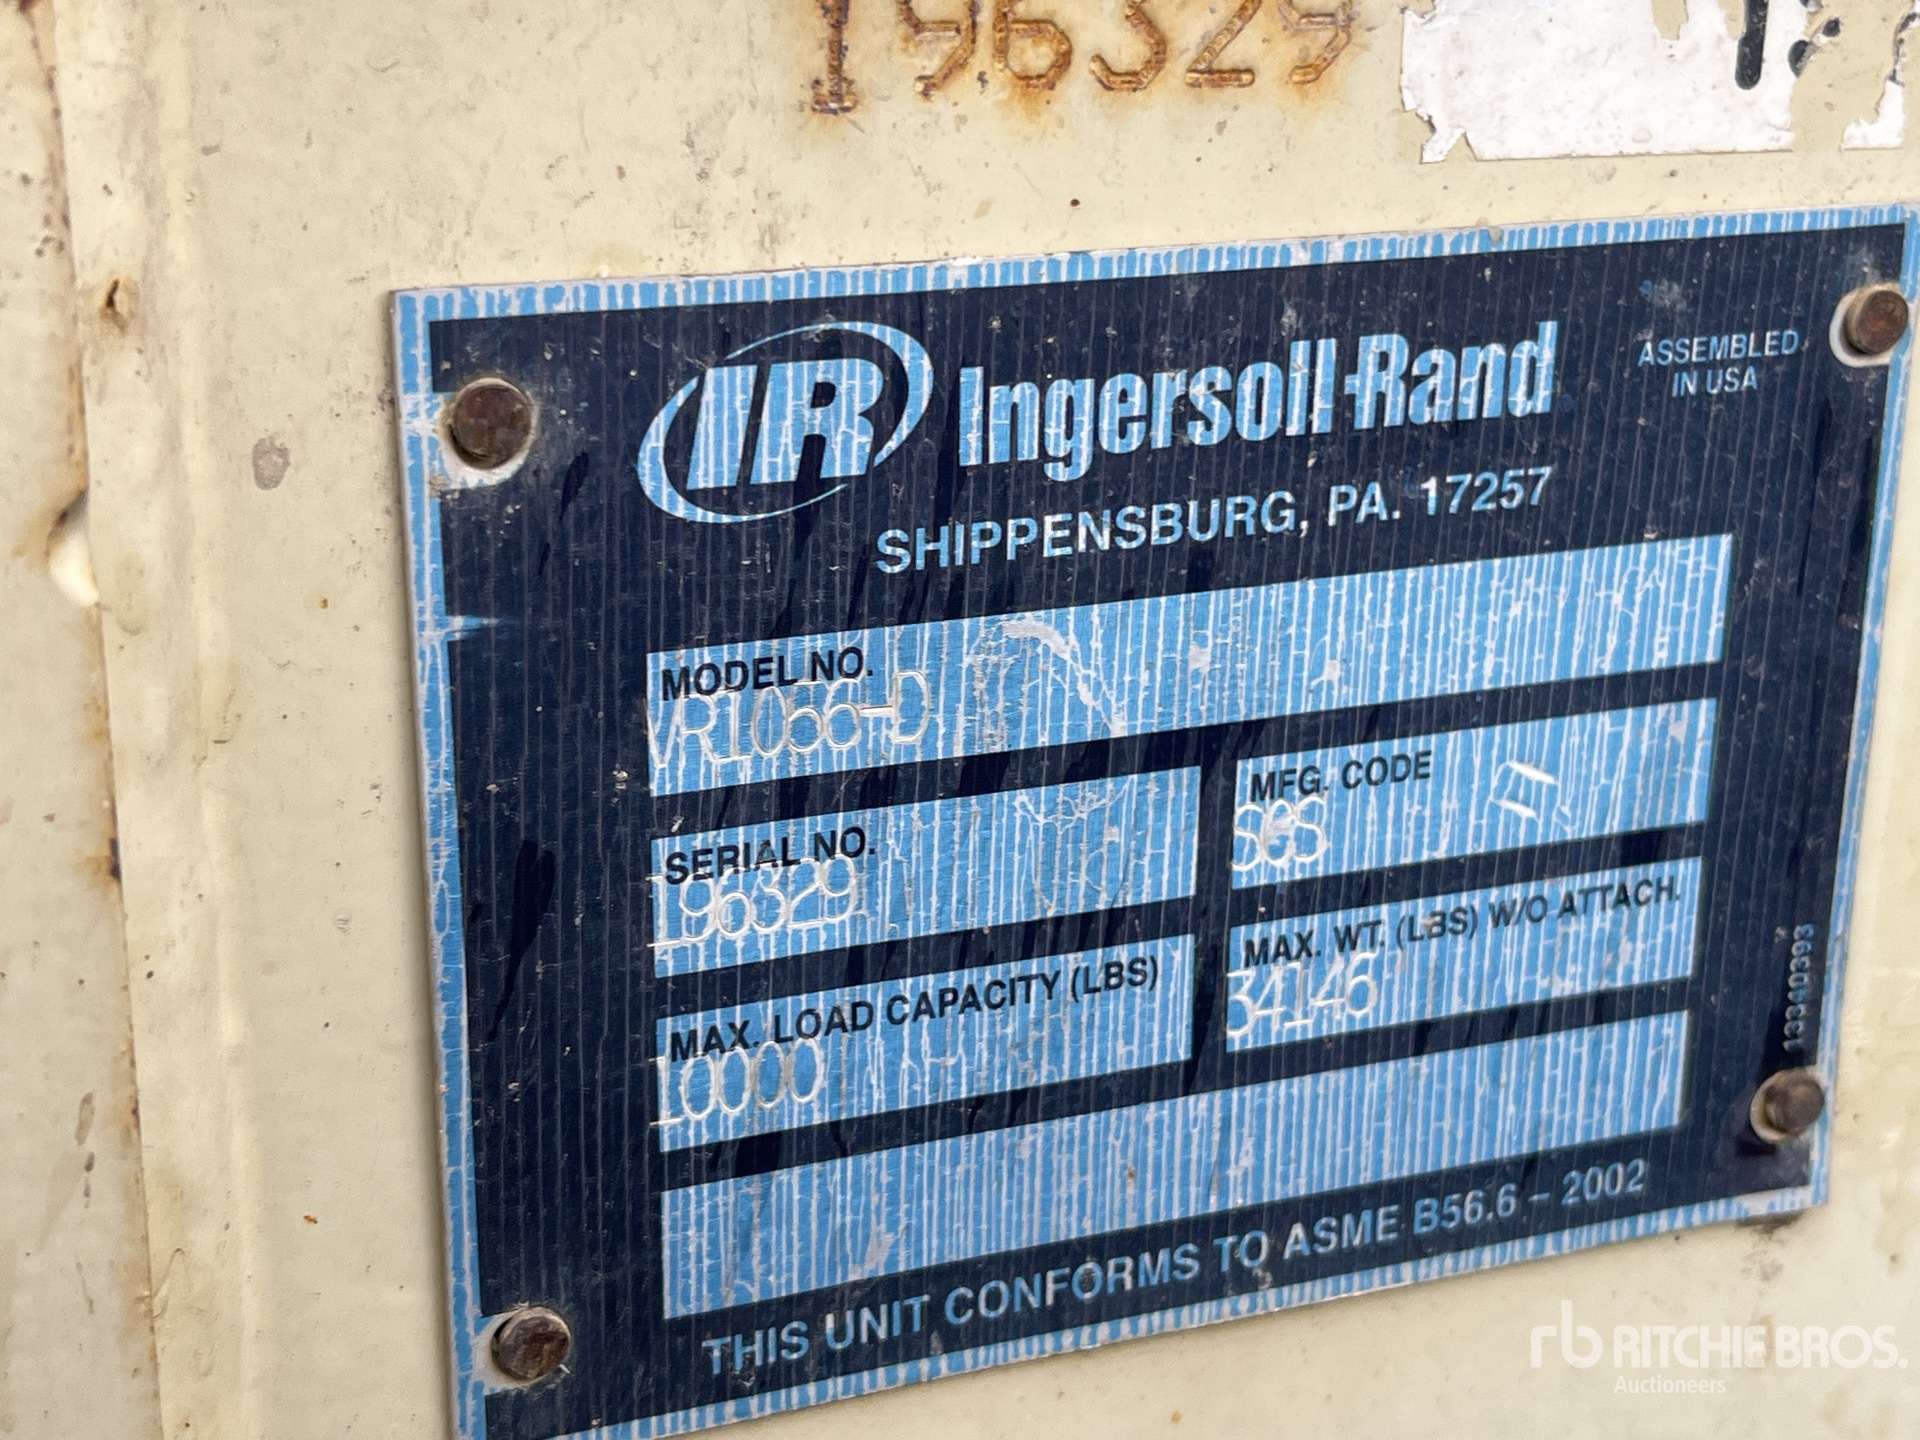 196329
IR Ingersoll-Rand
ASSEMBLED
IN USA
SHIPPENSBURG, PA. 17257
MODEL NO.
VR1056-D
SERIAL NO.
196329
MFG. CODE
SGS
MAX. LOAD CAPACITY (LBS)
10000
MAX. WT. (LBS) W/O ATTACH.
34146
13340393
THIS UNIT CONFORMS TO ASME B56.6 – 2002
rb RITCHIE BROS.
Auctioneers